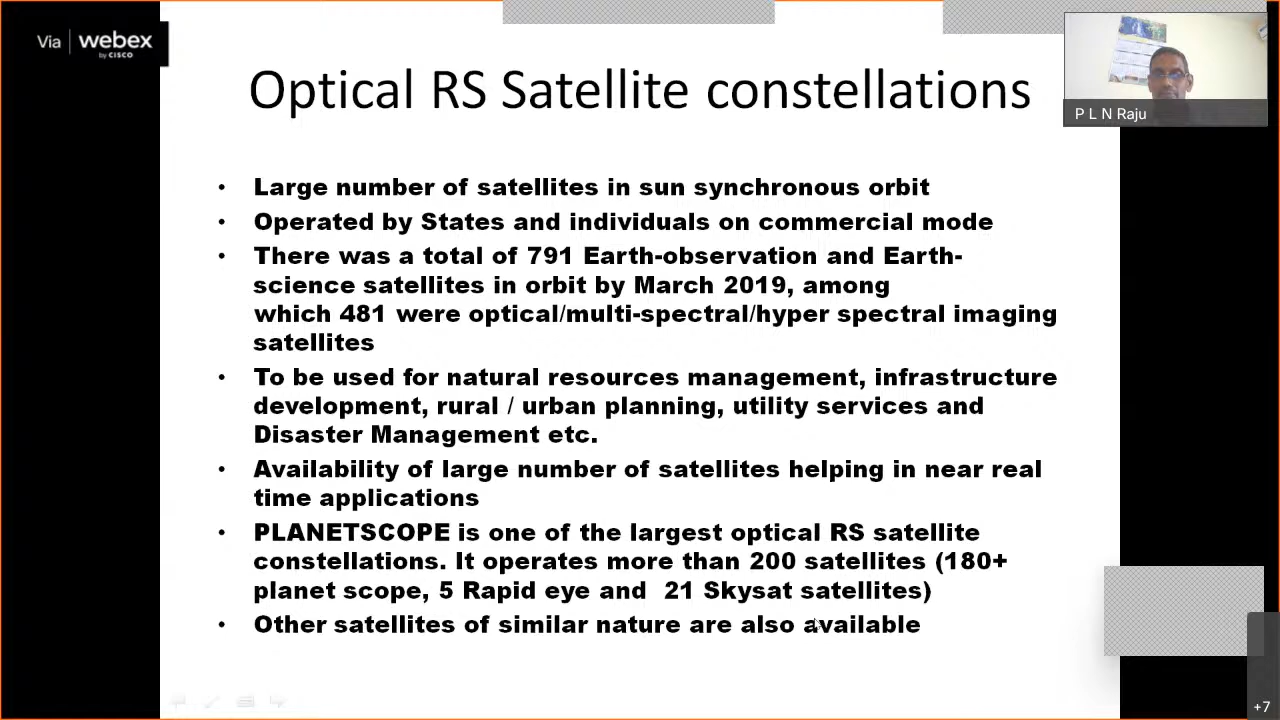 Via webex
by CISCO
Optical RS Satellite constellations
P L N Raju
• Large number of satellites in sun synchronous orbit
• Operated by States and individuals on commercial mode
• There was a total of 791 Earth-observation and Earth-
science satellites in orbit by March 2019, among
which 481 were optical/multi-spectral/hyper spectral imaging
satellites
• To be used for natural resources management, infrastructure
development, rural / urban planning, utility services and
Disaster Management etc.
• Availability of large number of satellites helping in near real
time applications
• PLANETSCOPE is one of the largest optical RS satellite
constellations. It operates more than 200 satellites (180+
planet scope, 5 Rapid eye and 21 Skysat satellites)
• Other satellites of similar nature are also available
+7